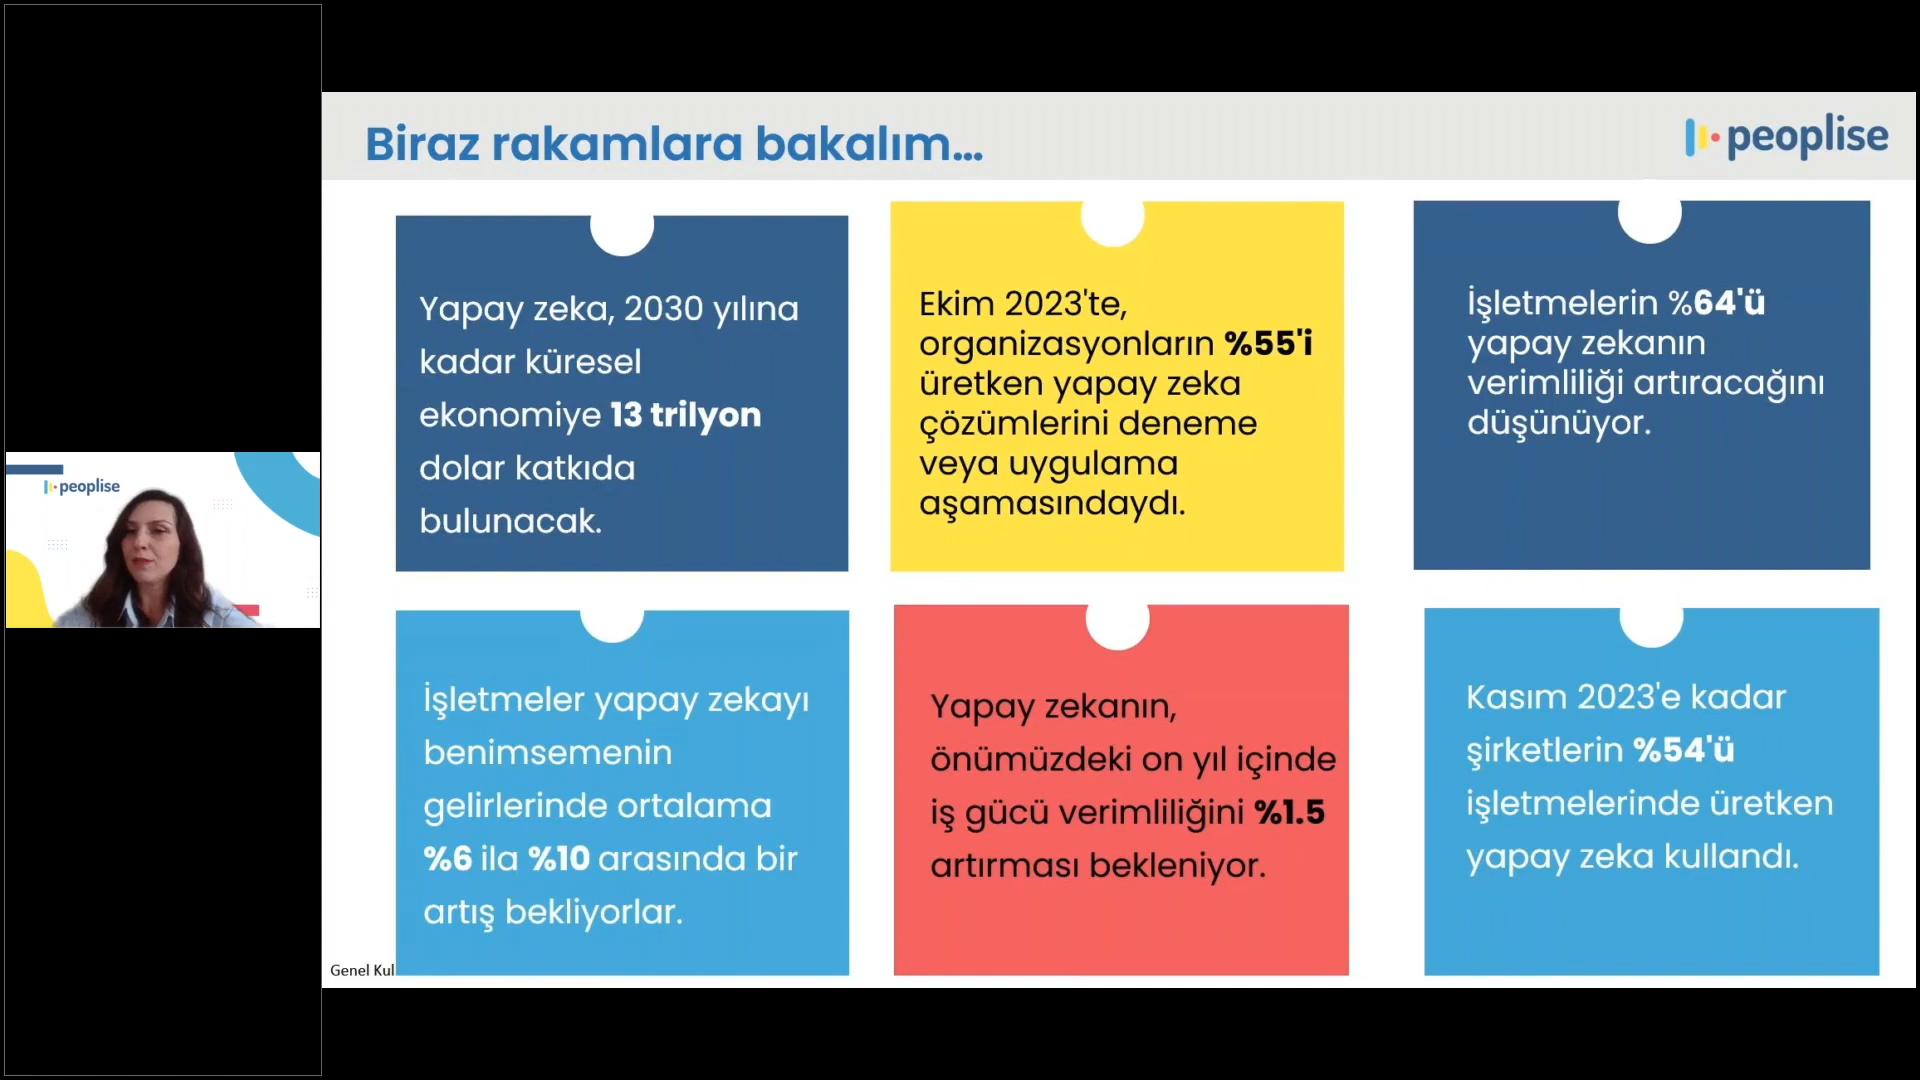 Biraz rakamlara bakalım...
peoplise
Yapay zeka, 2030 yılına
kadar küresel
ekonomiye 13 trilyon
dolar katkıda
bulunacak.
Ekim 2023'te,
organizasyonların %55'i
üretken yapay zeka
çözümlerini deneme
veya uygulama
aşamasındaydı.
İşletmelerin %64'ü
yapay zekanın
verimliliği artıracağını
düşünüyor.
peoplise
İşletmeler yapay zekayı
benimsemenin
gelirlerinde ortalama
%6 ila %10 arasında bir
artış bekliyorlar.
Yapay zekanın,
önümüzdeki on yıl içinde
iş gücü verimliliğini %1.5
artırması bekleniyor.
Kasım 2023'e kadar
şirketlerin %54'ü
işletmelerinde üretken
yapay zeka kullandı.
Genel Kul